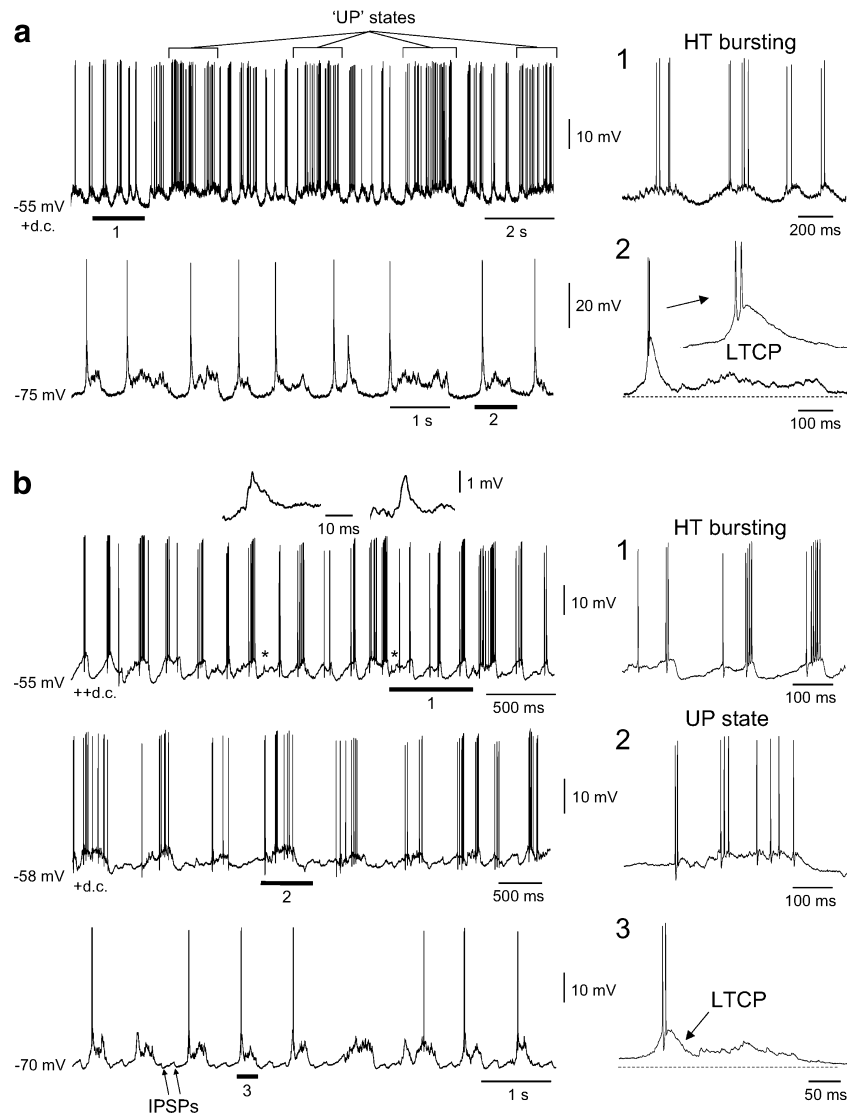 a
'UP' states
1
HT bursting
10 mV
-55 mV
+d.c.
1
2 s
200 ms
2
20 mV
LTCP
-75 mV
1 s
2
100 ms
b
1 mV
10 ms
1
HT bursting
10 mV
*
*
-55 mV
++d.c.
1
500 ms
100 ms
UP state
2
10 mV
-58 mV
+d.c.
2
500 ms
100 ms
3
10 mV
LTCP
-70 mV
IPSPs
3
1 s
50 ms